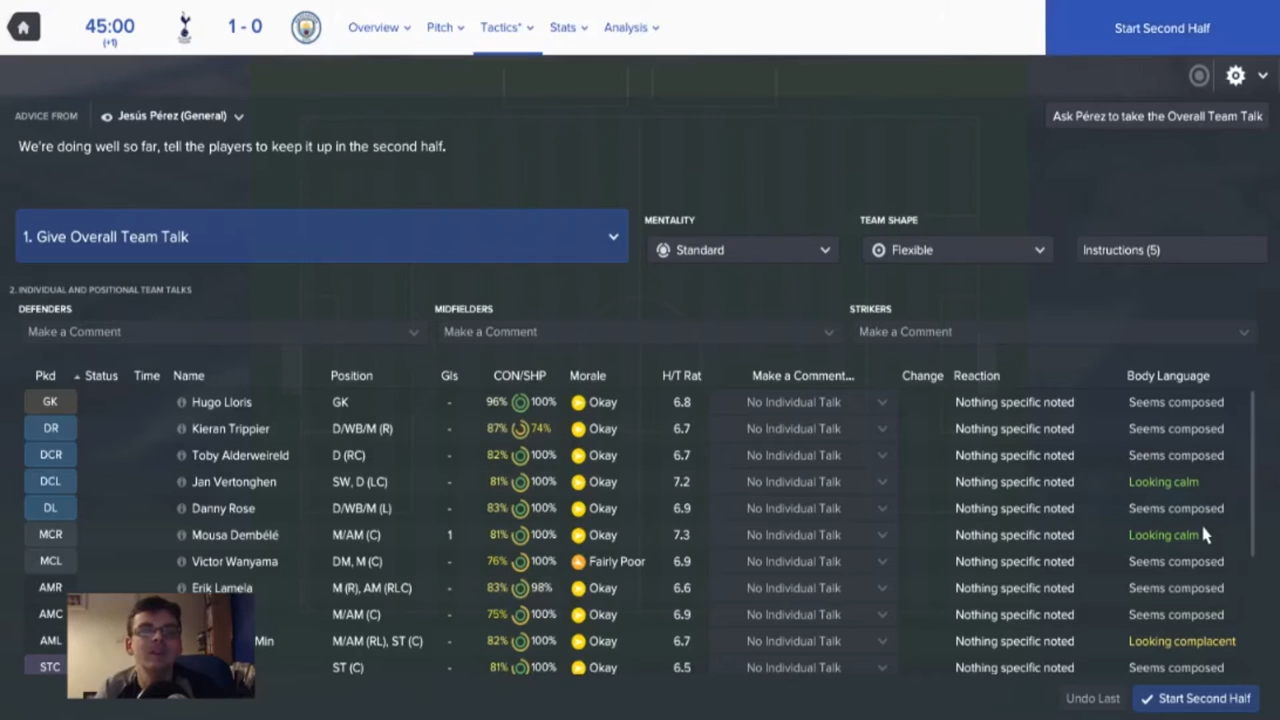 45:00 1 - 0 Overview Pitch Tactics* Stats Analysis Start Second Half
(+1)
ADVICE FROM Jesús Pérez (General) Ask Pérez to take the Overall Team Talk
We're doing well so far, tell the players to keep it up in the second half.
MENTALITY TEAM SHAPE
1. Give Overall Team Talk Standard Flexible Instructions (5)
2. INDIVIDUAL AND POSITIONAL TEAM TALKS
DEFENDERS MIDFIELDERS STRIKERS
Make a Comment Make a Comment Make a Comment
Pkd Status Time Name Position Gls CON/SHP Morale H/T Rat Make a Comment... Change Reaction Body Language
GK Hugo Lloris GK - 96% 100% Okay 6.8 No Individual Talk Nothing specific noted Seems composed
DR Kieran Trippier D/WB/M (R) - 87% 74% Okay 6.7 No Individual Talk Nothing specific noted Seems composed
DCR Toby Alderweireld D (RC) - 82% 100% Okay 6.7 No Individual Talk Nothing specific noted Seems composed
DCL Jan Vertonghen SW, D (LC) - 81% 100% Okay 7.2 No Individual Talk Nothing specific noted Looking calm
DL Danny Rose D/WB/M (L) - 83% 100% Okay 6.9 No Individual Talk Nothing specific noted Seems composed
MCR Mousa Dembélé M/AM (C) 1 81% 100% Okay 7.3 No Individual Talk Nothing specific noted Looking calm
MCL Victor Wanyama DM, M (C) - 76% 100% Fairly Poor 6.9 No Individual Talk Nothing specific noted Seems composed
AMR Erik Lamela M (R), AM (RLC) - 83% 98% Okay 6.6 No Individual Talk Nothing specific noted Seems composed
AMC M/AM (C) - 75% 100% Okay 6.9 No Individual Talk Nothing specific noted Seems composed
AML Min M/AM (RL), ST (C) - 82% 100% Okay 6.7 No Individual Talk Nothing specific noted Looking complacent
STC ST (C) - 81% 100% Okay 6.5 No Individual Talk Nothing specific noted Seems composed
Undo Last Start Second Half